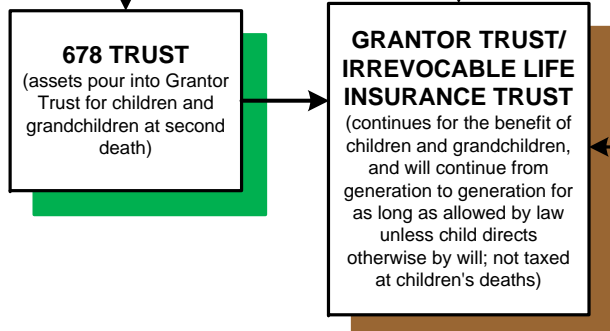 678 TRUST
(assets pour into Grantor
Trust for children and
grandchildren at second
death)
GRANTOR TRUST/
IRREVOCABLE LIFE
INSURANCE TRUST
(continues for the benefit of
children and grandchildren,
and will continue from
generation to generation for
as long as allowed by law
unless child directs
otherwise by will; not taxed
at children's deaths)